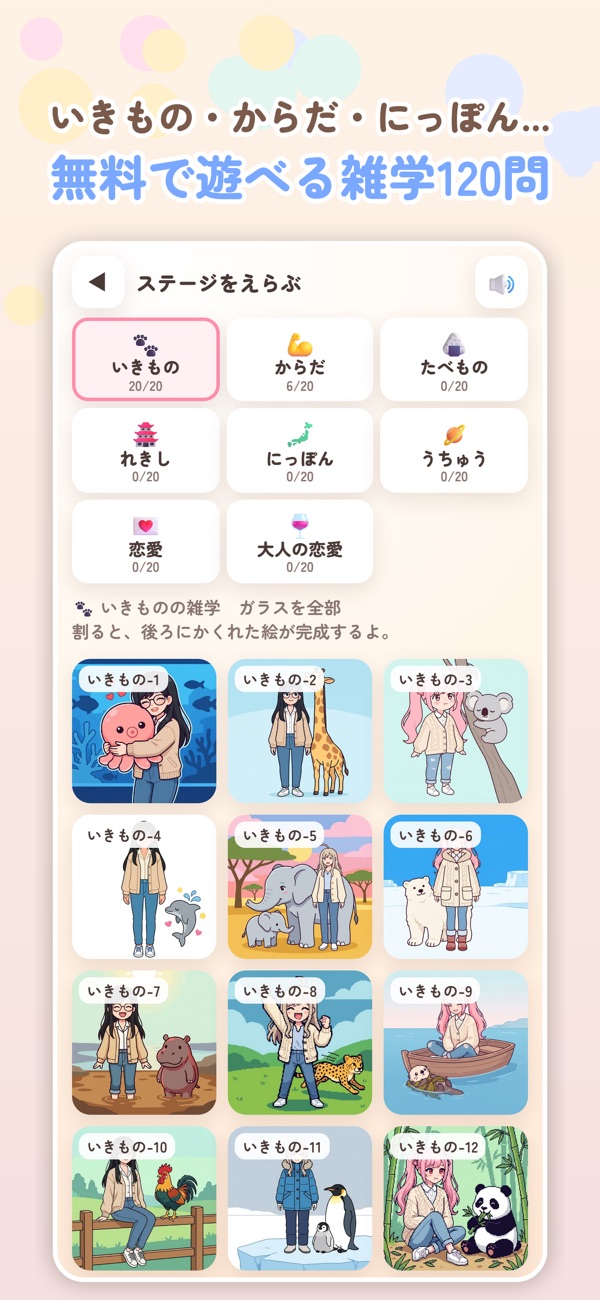 いきもの・からだ・にっぽん...
無料で遊べる雑学120問
ステージをえらぶ
いきもの
20/20
からだ
6/20
たべもの
0/20
れきし
0/20
にっぽん
0/20
うちゅう
0/20
恋愛
0/20
大人の恋愛
0/20
いきものの雑学　ガラスを全部
割ると、後ろにかくれた絵が完成するよ。
いきもの-1
いきもの-2
いきもの-3
いきもの-4
いきもの-5
いきもの-6
いきもの-7
いきもの-8
いきもの-9
いきもの-10
いきもの-11
いきもの-12